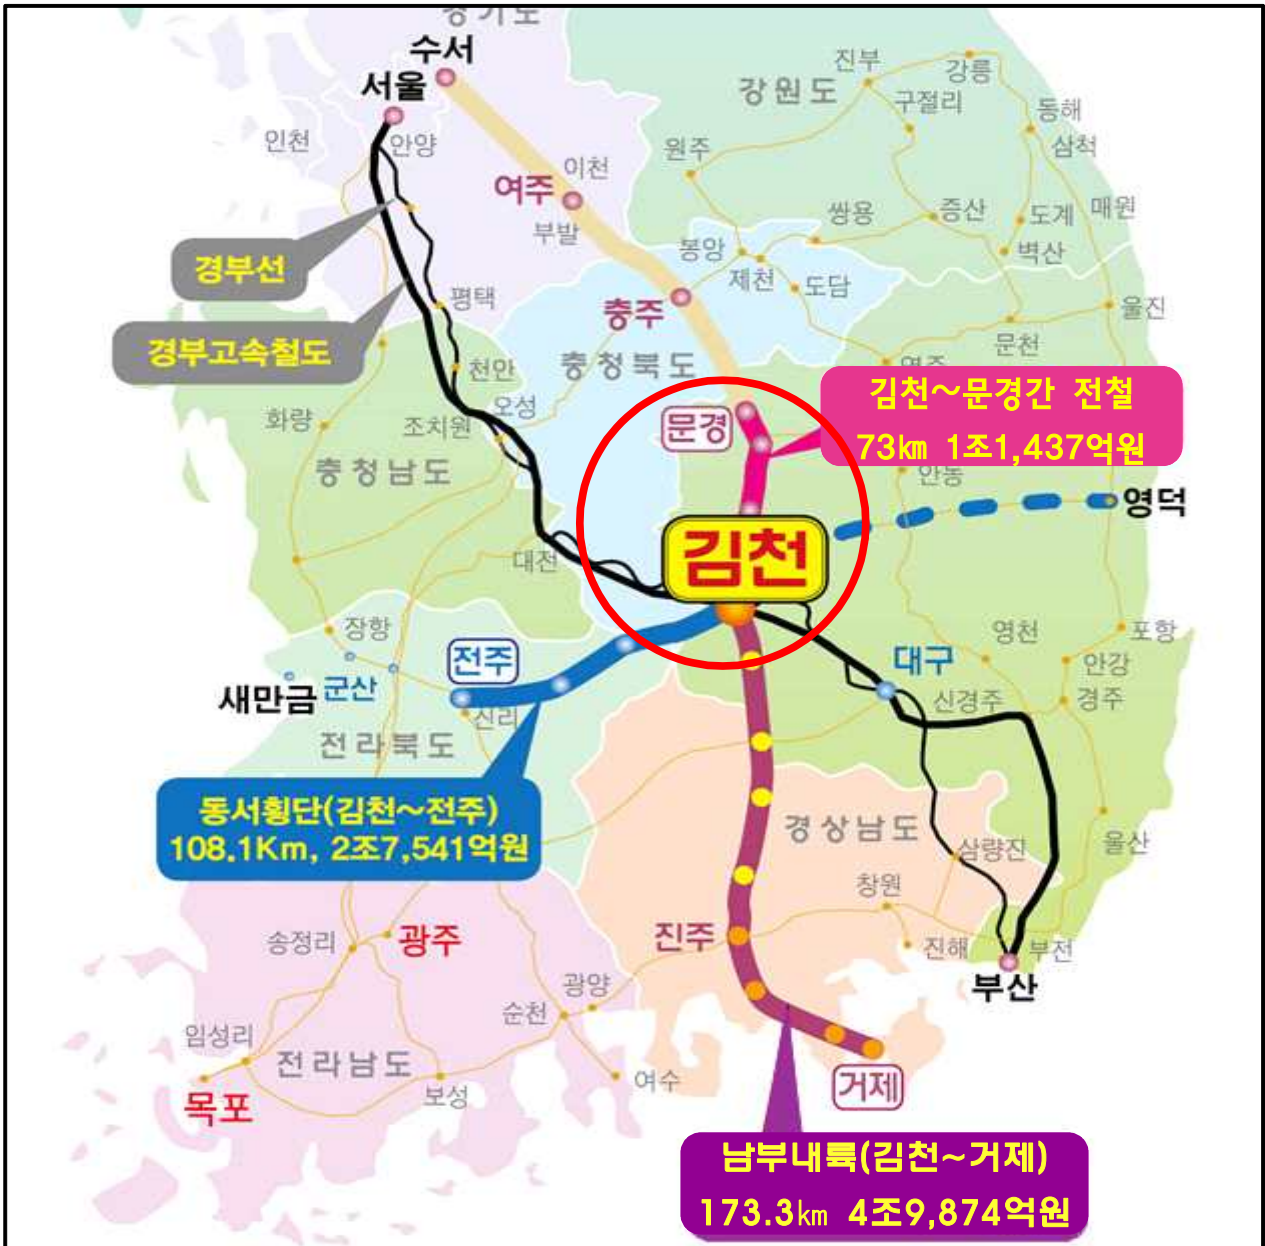 경기도
수서
서울
진부
강릉
강원도
구절리
동해
인천
안양
삼척
원주
이천
여주
쌍용
증산
도계
매원
부발
봉양
벽산
경부선
제천
도담
평택
울진
충주
문천
경부고속철도
충청북도
영주
천안
김천~문경간 전철
73㎞ 1조1,437억원
오성
화량
조치원
문경
충청남도
안동
영덕
김천
대전
장항
영천
포항
전주
대구
안강
새만금
군산
신경주
경주
신리
전라북도
동서횡단(김천~전주)
108.1Km, 2조7,541억원
경상남도
울산
삼량진
창원
송정리
광주
진주
진해
부전
부산
광양
순천
임성리
전라남도
여수
보성
거제
목포
남부내륙(김천~거제)
173.3㎞ 4조9,874억원